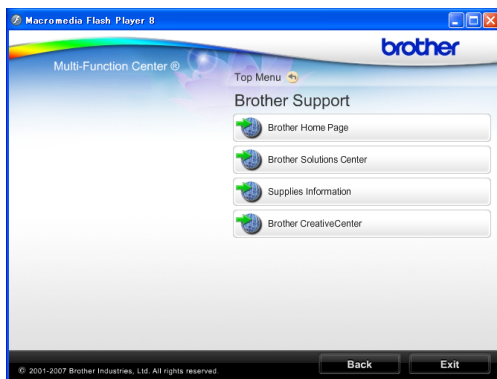 Macromedia Flash Player 8
brother
Multi-Function Center ®
Top Menu
Brother Support
Brother Home Page
Brother Solutions Center
Supplies Information
Brother CreativeCenter
© 2001-2007 Brother Industries, Ltd. All rights reserved.
Back
Exit